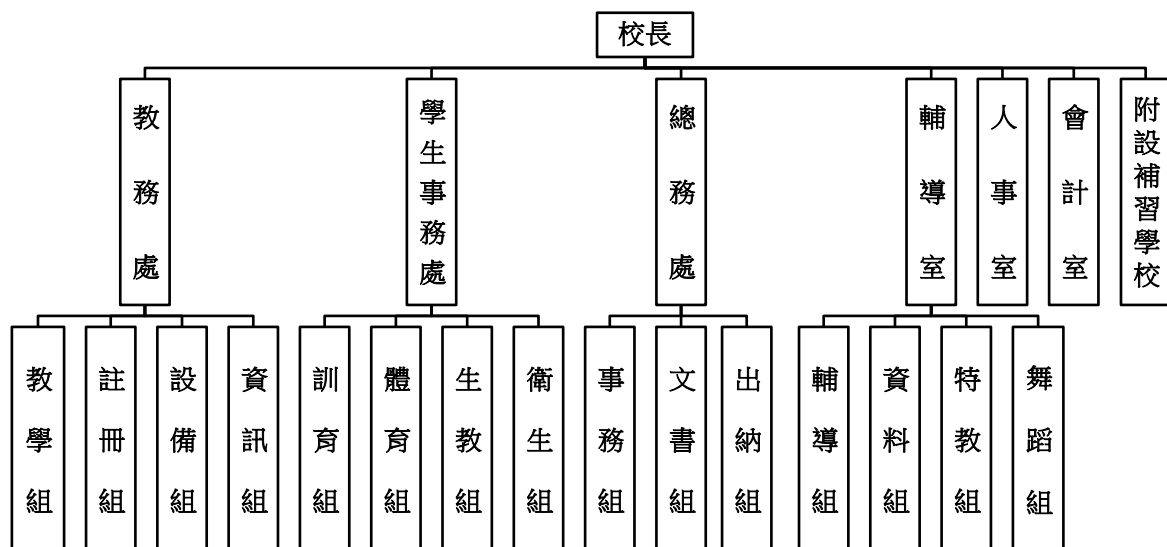 校長
教務處
學生事務處
總務處
輔導室
人事室
會計室
附設補習學校
教學組
註冊組
設備組
資訊組
訓育組
體育組
生教組
衛生組
事務組
文書組
出納組
輔導組
資料組
特教組
舞蹈組